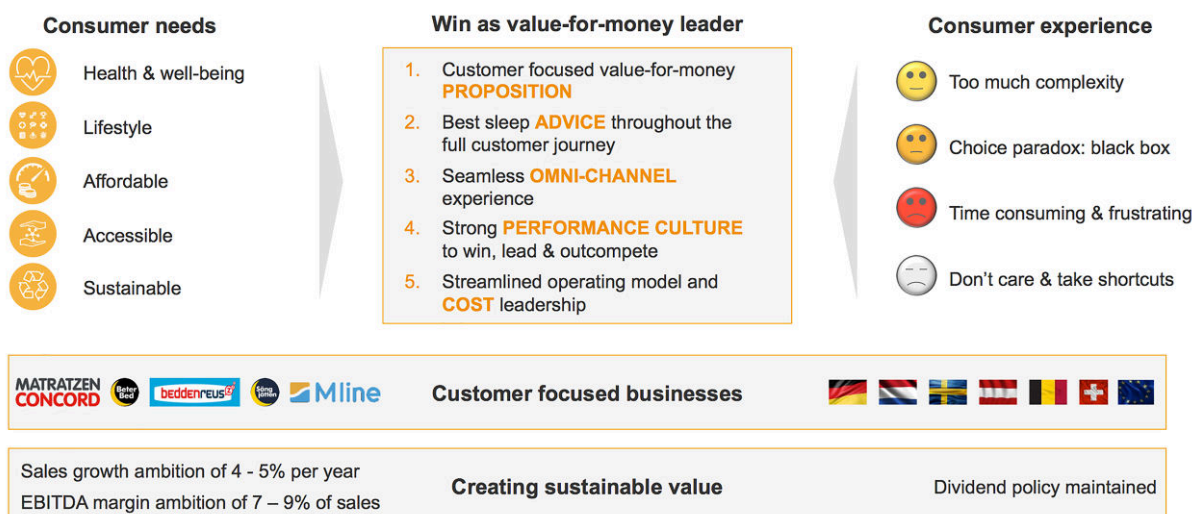 Consumer needs
Health & well-being
Lifestyle
Affordable
Accessible
Sustainable
Win as value-for-money leader
1. Customer focused value-for-money
PROPOSITION
2. Best sleep ADVICE throughout the
full customer journey
3. Seamless OMNI-CHANNEL
experience
4. Strong PERFORMANCE CULTURE
to win, lead & outcompete
5. Streamlined operating model and
COST leadership
Consumer experience
Too much complexity
Choice paradox: black box
Time consuming & frustrating
Don't care & take shortcuts
MATRATZEN
CONCORD
Beter
Bed
beddenreus
Säng
jätten
Mline
Customer focused businesses
Sales growth ambition of 4 - 5% per year
EBITDA margin ambition of 7 – 9% of sales
Creating sustainable value
Dividend policy maintained